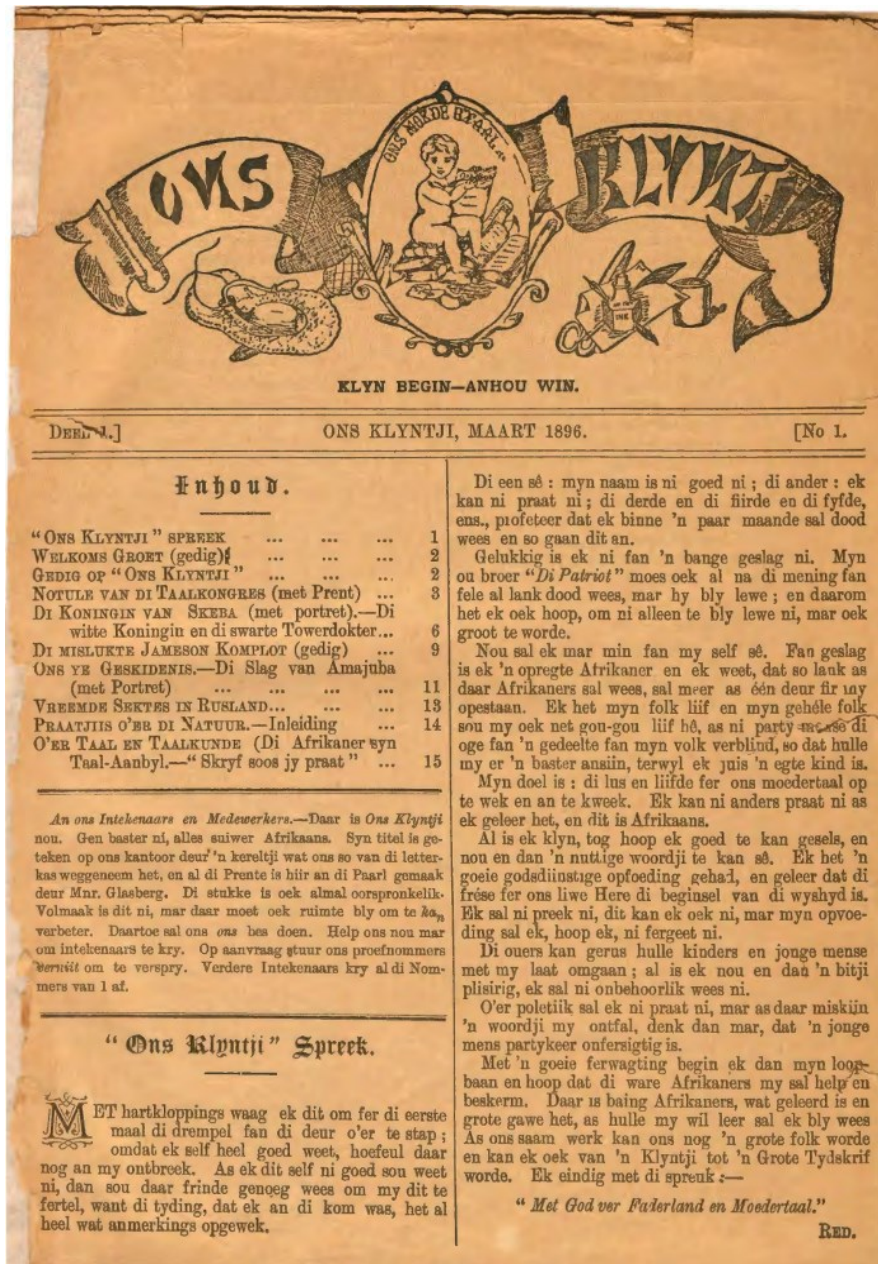 ONS
ONS MOEDERTAAL
KLYNTJI
INK
KLYN BEGIN—ANHOU WIN.
DEEL 1.] ONS KLYNTJI, MAART 1896. [No 1.
Inhoud.
"ONS KLYNTJI" SPREEK ... ... ... 1
WELKOMS GROET (gedig) ... ... ... 2
GEDIG OP "ONS KLYNTJI" ... ... ... 2
NOTULE VAN DI TAALKONGRES (met Prent) ... 3
DI KONINGIN VAN SKEBA (met portret).—Di
witte Koningin en di swarte Towerdokter... 6
DI MISLUKTE JAMESON KOMPLOT (gedig) ... 9
ONS YE GESKIDENIS.—Di Slag van Amajuba
(met Portret) ... ... ... ... 11
VREEMDE SEKTES IN RUSLAND... ... ... 13
PRAATJIIS O'ER DI NATUUR.—Inleiding ... 14
O'ER TAAL EN TAALKUNDE (Di Afrikaner syn
Taal-Aanbyl.—"Skryf soos jy praat" ... 15
An ons Intekenaars en Medewerkers.—Daar is Ons Klyntji
nou. Gen baster ni, alles suiwer Afrikaans. Syn titel is ge-
teken op ons kantoor deur 'n kereltji wat ons so van di letter-
kas weggeneem het, en al di Prente is hiir an di Paarl gemaak
deur Mnr. Glasberg. Di stukke is oek almal oorspronkelik.
Volmaak is dit ni, mar daar moet oek ruimte bly om te kan
verbeter. Daartoe sal ons ons bes doen. Help ons nou mar
om intekenaars te kry. Op aanvraag stuur ons proefnommers
verniit om te verspry. Verdere Intekenaars kry al di Nom-
mers van 1 af.
"Ons Klyntji" Spreek.
MET hartkloppings waag ek dit om fer di eerste
maal di drempel fan di deur o'er te stap;
omdat ek self heel goed weet, hoefeul daar
nog an my ontbreek. As ek dit self ni goed sou weet
ni, dan sou daar frinde genoeg wees om my dit te
fertel, want di tyding, dat ek an di kom was, het al
heel wat anmerkings opgewek.
Di een sê: myn naam is ni goed ni; di ander: ek
kan ni praat ni; di derde en di fiirde en di fyfde,
ens., profeteer dat ek binne 'n paar maande sal dood
wees en so gaan dit an.
Gelukkig is ek ni fan 'n bange geslag ni. Myn
ou broer "Di Patriot" moes oek al na di mening fan
fele al lank dood wees, mar hy bly lewe; en daarom
het ek oek hoop, om ni alleen te bly lewe ni, mar oek
groot te worde.
Nou sal ek mar min fan my self sê. Fan geslag
is ek 'n opregte Afrikaner en ek weet, dat so lank as
daar Afrikaners sal wees, sal meer as één deur fir my
opestaan. Ek het myn folk liif en myn gehéle folk
sou my oek net gou-gou liif hê, as ni party mense di
oge fan 'n gedeelte fan myn volk verblind, so dat hulle
my er 'n baster ansiin, terwyl ek juis 'n egte kind is.
Myn doel is: di lus en liifde fer ons moedertaal op
te wek en an te kweek. Ek kan ni anders praat ni as
ek geleer het, en dit is Afrikaans.
Al is ek klyn, tog hoop ek goed te kan gesels, en
nou en dan 'n nuttige woordji te kan sê. Ek het 'n
goeie godsdiinstige opfoeding gehad, en geleer dat di
frése fer ons liwe Here di beginsel van di wyshyd is.
Ek sal ni preek ni, dit kan ek oek ni, mar myn opvoe-
ding sal ek, hoop ek, ni fergeet ni.
Di ouers kan gerus hulle kinders en jonge mense
met my laat omgaan; al is ek nou en dan 'n bitji
plisirig, ek sal ni onbehoorlik wees ni.
O'er poletiik sal ek ni praat ni, mar as daar miskiin
'n woordji my ontfal, denk dan mar, dat 'n jonge
mens partykeer onfersigtig is.
Met 'n goeie ferwagting begin ek dan myn loop-
baan en hoop dat di ware Afrikaners my sal help en
beskerm. Daar is baing Afrikaners, wat geleerd is en
grote gawe het, as hulle my wil leer sal ek bly wees
As ons saam werk kan ons nog 'n grote folk worde
en kan ek oek van 'n Klyntji tot 'n Grote Tydskrif
worde. Ek eindig met di spreuk:—
"Met God ver Faderland en Moedertaal."
RED.